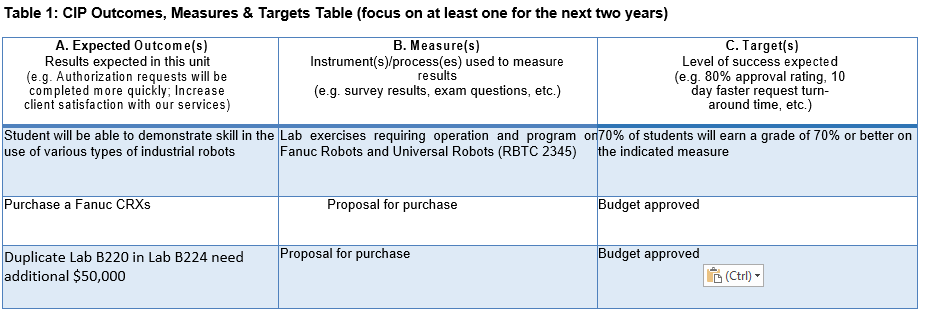 Table 1: CIP Outcomes, Measures & Targets Table (focus on at least one for the next two years)
A. Expected Outcome(s)
Results expected in this unit
(e.g. Authorization requests will be
completed more quickly; Increase
client satisfaction with our services)
B. Measure(s)
Instrument(s)/process(es) used to measure
results
(e.g. survey results, exam questions, etc.)
C. Target(s)
Level of success expected
(e.g. 80% approval rating, 10
day faster request turn-
around time, etc.)
Student will be able to demonstrate skill in the
use of various types of industrial robots
Lab exercises requiring operation and program on
Fanuc Robots and Universal Robots (RBTC 2345)
70% of students will earn a grade of 70% or better on
the indicated measure
Purchase a Fanuc CRXs
Proposal for purchase
Budget approved
Duplicate Lab B220 in Lab B224 need
additional $50,000
Proposal for purchase
Budget approved
(Ctrl)